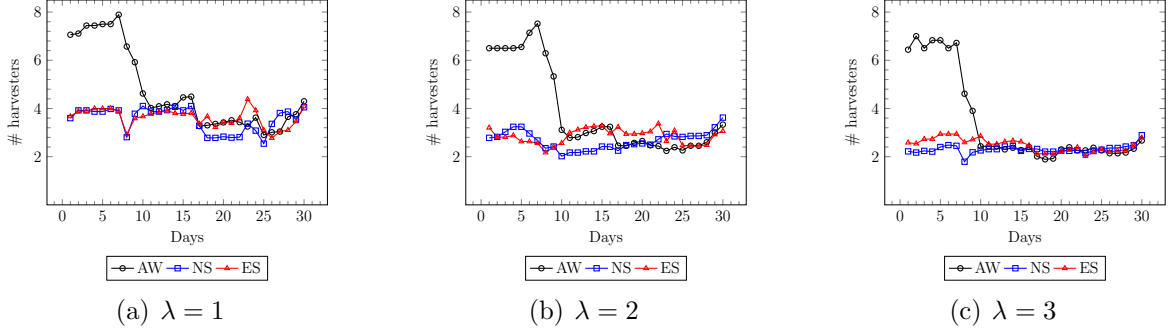 8
6
4
2
# harvesters
0 5 10 15 20 25 30
Days
AW NS ES
(a) λ = 1
8
6
4
2
# harvesters
0 5 10 15 20 25 30
Days
AW NS ES
(b) λ = 2
8
6
4
2
# harvesters
0 5 10 15 20 25 30
Days
AW NS ES
(c) λ = 3